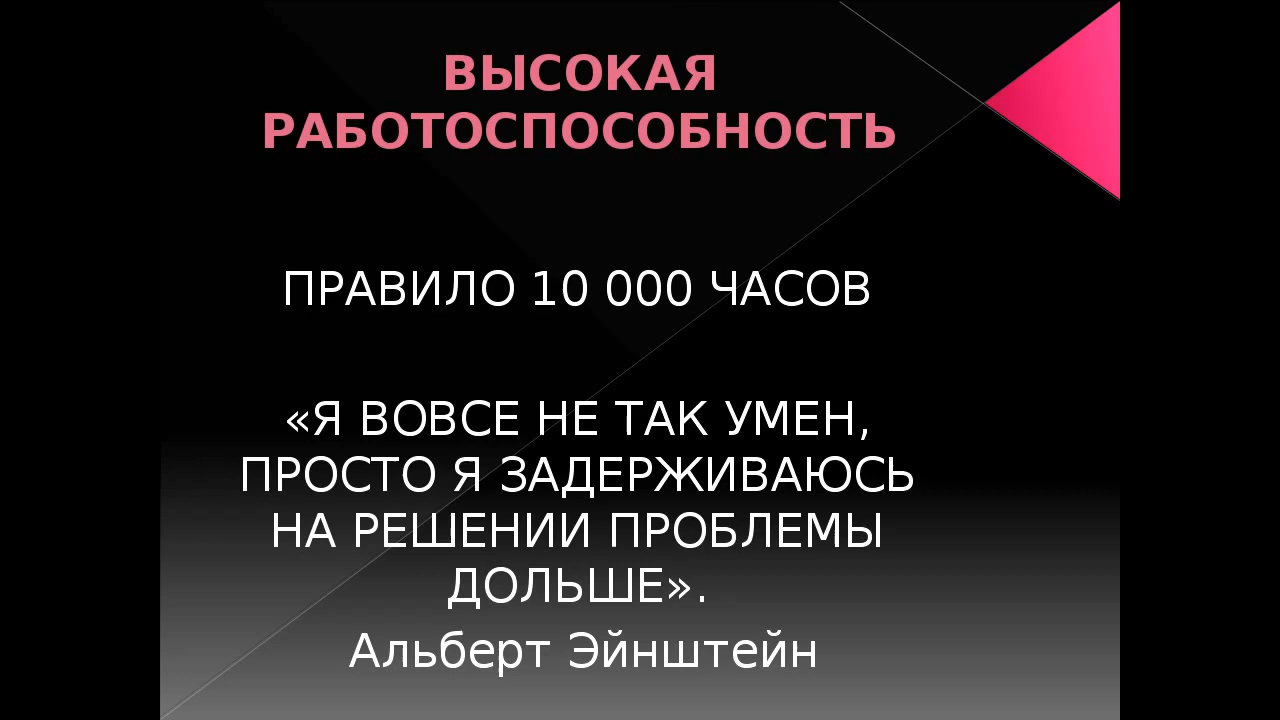 ВЫСОКАЯ
РАБОТОСПОСОБНОСТЬ
ПРАВИЛО 10 000 ЧАСОВ
«Я ВОВСЕ НЕ ТАК УМЕН,
ПРОСТО Я ЗАДЕРЖИВАЮСЬ
НА РЕШЕНИИ ПРОБЛЕМЫ
ДОЛЬШЕ».
Альберт Эйнштейн